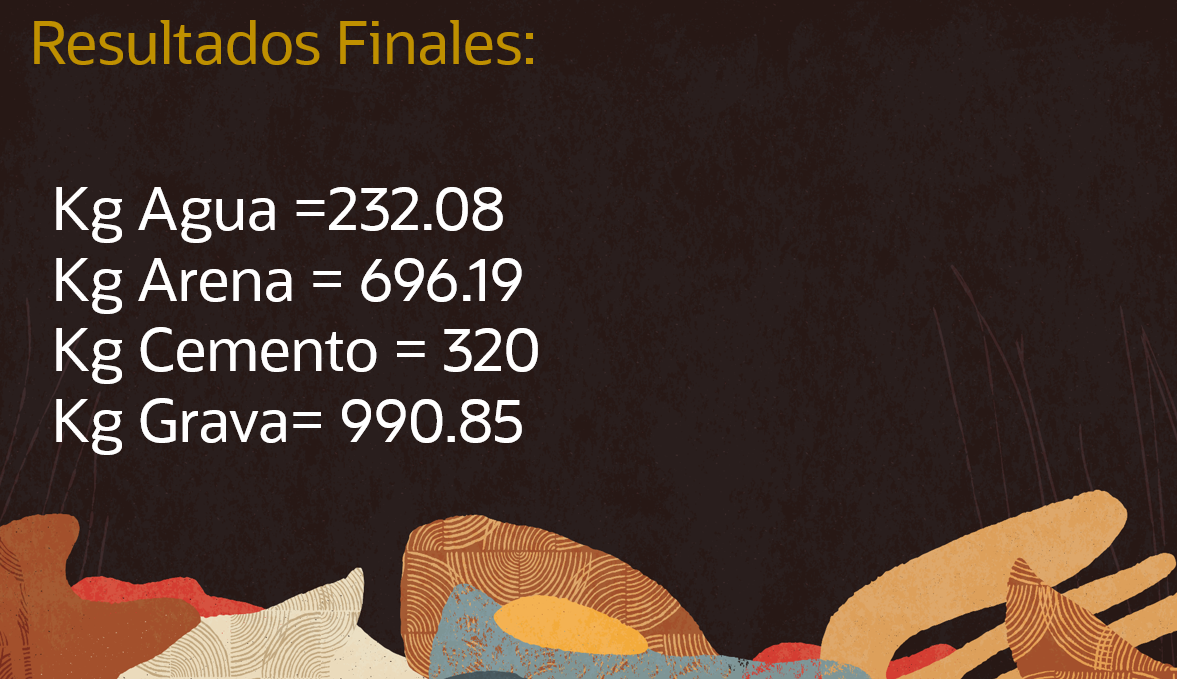 Resultados Finales:
Kg Agua =232.08
Kg Arena = 696.19
Kg Cemento = 320
Kg Grava= 990.85